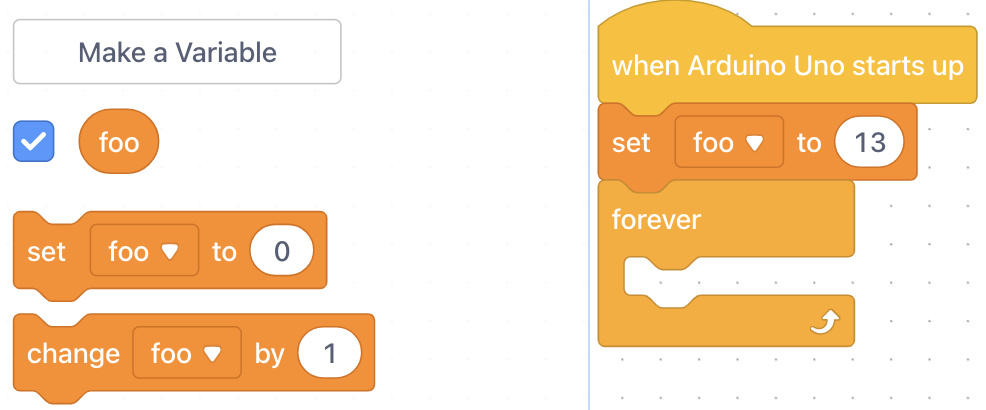 Make a Variable
foo
set foo to 0
change foo by 1
when Arduino Uno starts up
set foo to 13
forever